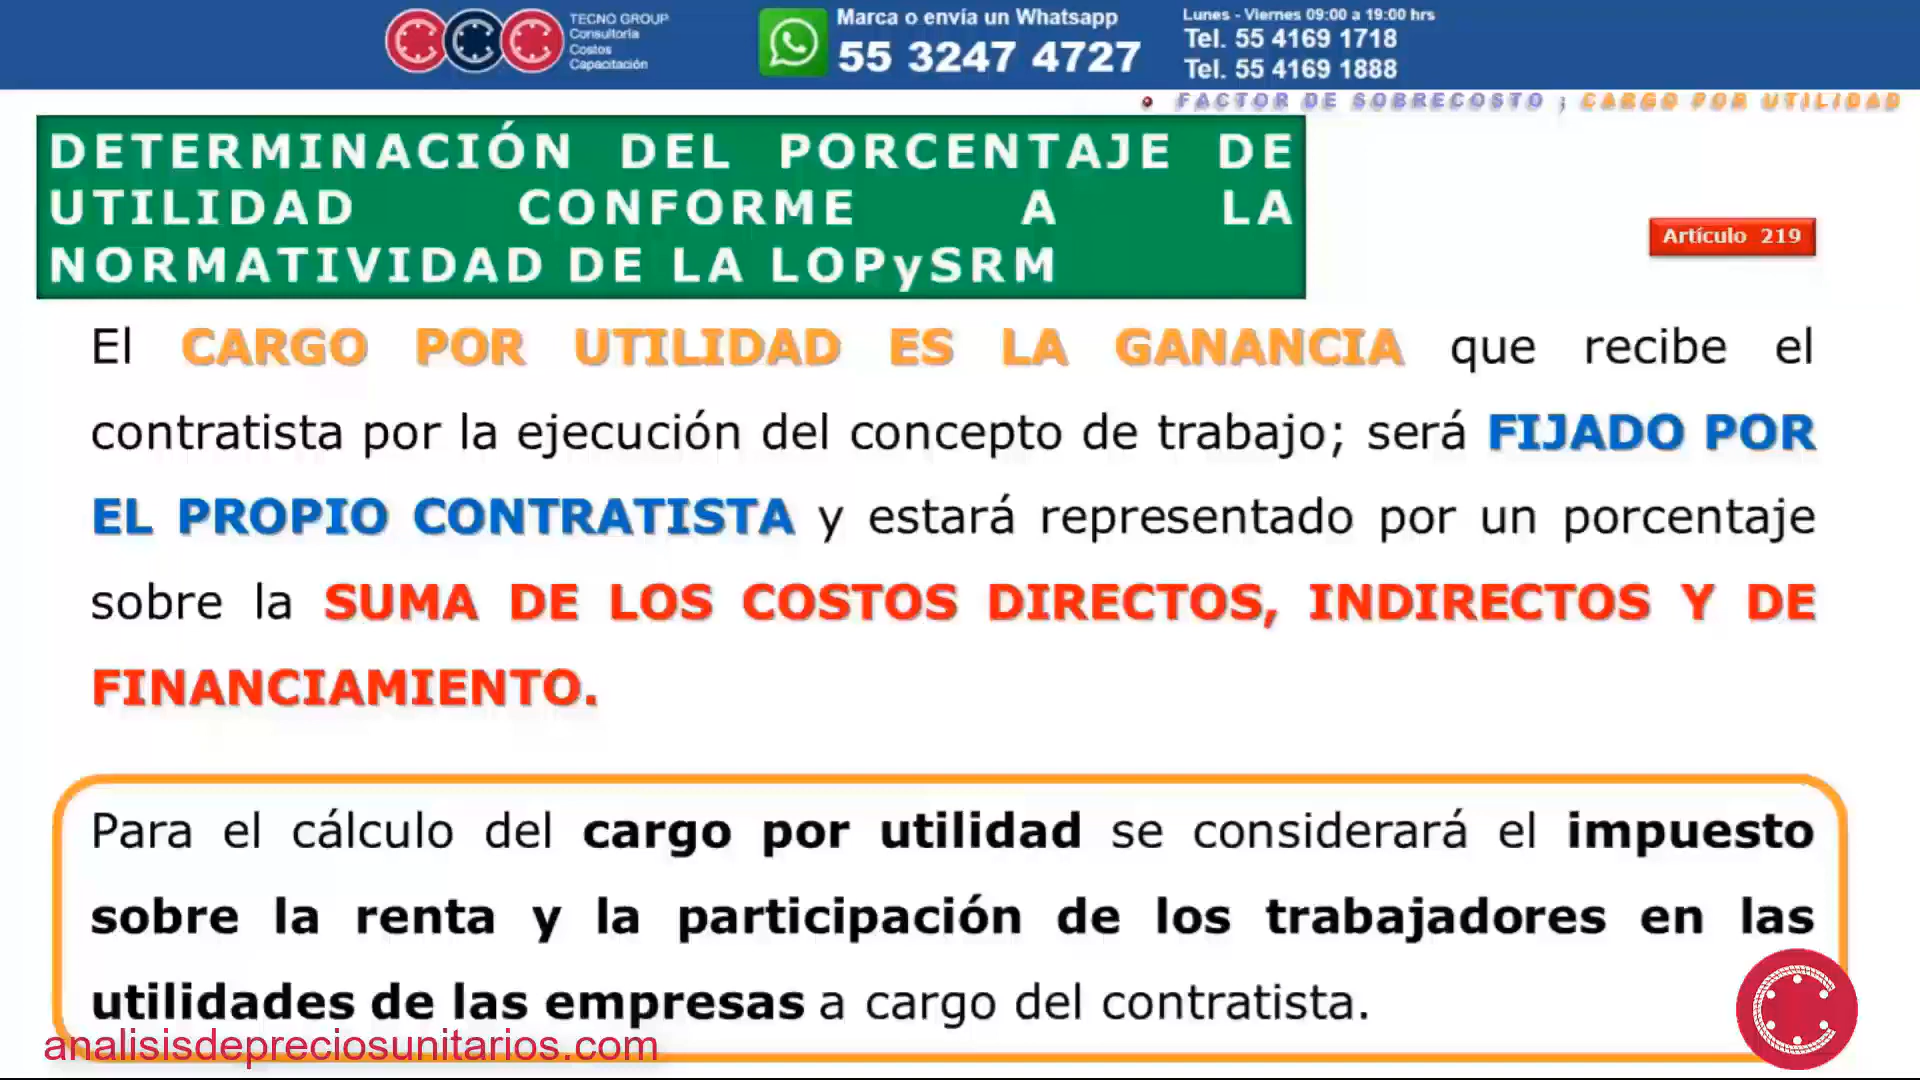 TECNO GROUP
Consultoría
Costos
Capacitación
Marca o envía un Whatsapp
55 3247 4727
Lunes - Viernes 09:00 a 19:00 hrs
Tel. 55 4169 1718
Tel. 55 4169 1888
• FACTOR DE SOBRECOSTO ; CARGO POR UTILIDAD
DETERMINACIÓN DEL PORCENTAJE DE
UTILIDAD CONFORME A LA
NORMATIVIDAD DE LA LOPySRM
Artículo 219
El CARGO POR UTILIDAD ES LA GANANCIA que recibe el
contratista por la ejecución del concepto de trabajo; será FIJADO POR
EL PROPIO CONTRATISTA y estará representado por un porcentaje
sobre la SUMA DE LOS COSTOS DIRECTOS, INDIRECTOS Y DE
FINANCIAMIENTO.
Para el cálculo del cargo por utilidad se considerará el impuesto
sobre la renta y la participación de los trabajadores en las
utilidades de las empresas a cargo del contratista.
analisisdepreciosunitarios.com